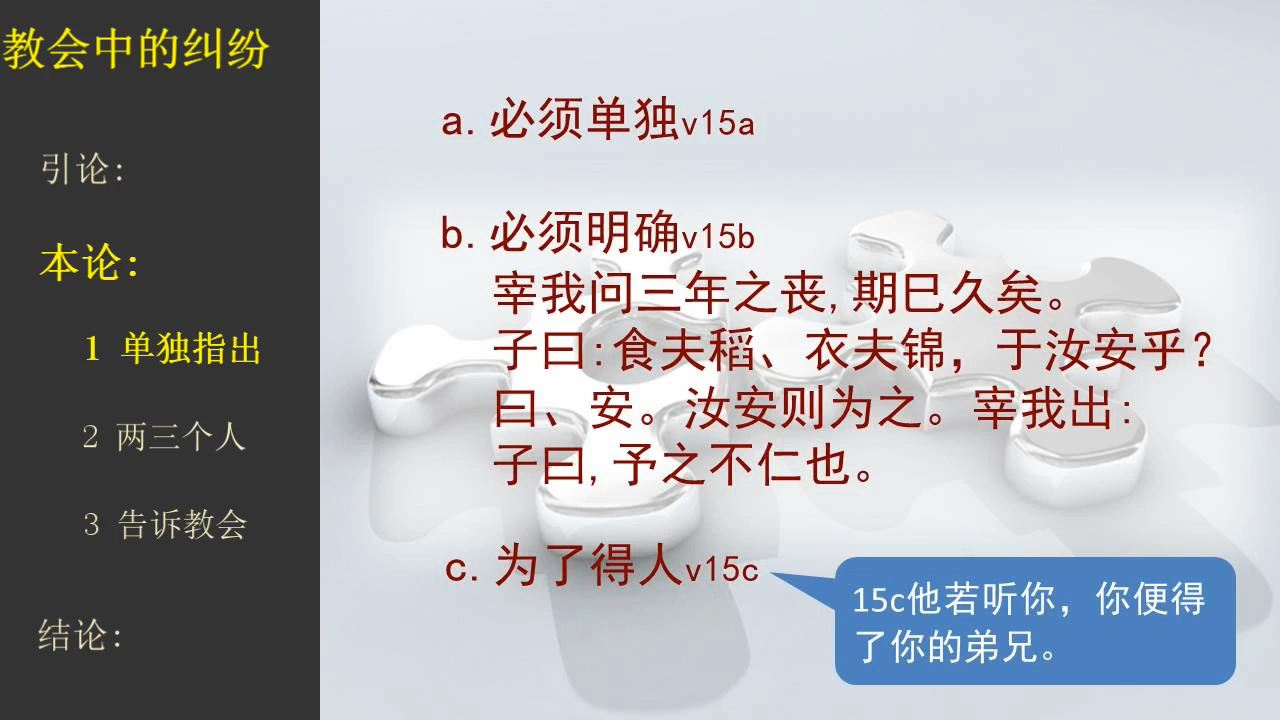 教会中的纠纷
引论:
本论:
1 单独指出
2 两三个人
3 告诉教会
结论:
a.必须单独v15a
b.必须明确v15b
宰我问三年之丧,期巳久矣。
子曰:食夫稻、衣夫锦，于汝安乎?
曰、安。汝安则为之。宰我出:
子曰,予之不仁也。
c.为了得人v15c
15c他若听你，你便得
了你的弟兄。